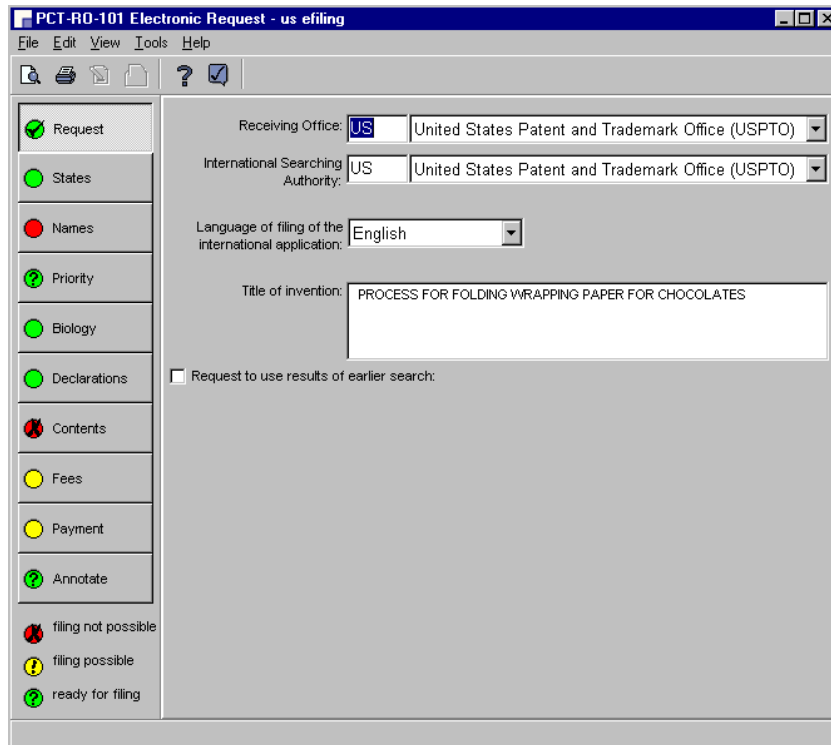 PCT-RO-101 Electronic Request - us efiling
File Edit View Tools Help
Request
States
Names
Priority
Biology
Declarations
Contents
Fees
Payment
Annotate
filing not possible
filing possible
ready for filing
Receiving Office: US United States Patent and Trademark Office (USPTO)
International Searching
Authority: US United States Patent and Trademark Office (USPTO)
Language of filing of the
international application: English
Title of invention: PROCESS FOR FOLDING WRAPPING PAPER FOR CHOCOLATES
Request to use results of earlier search: